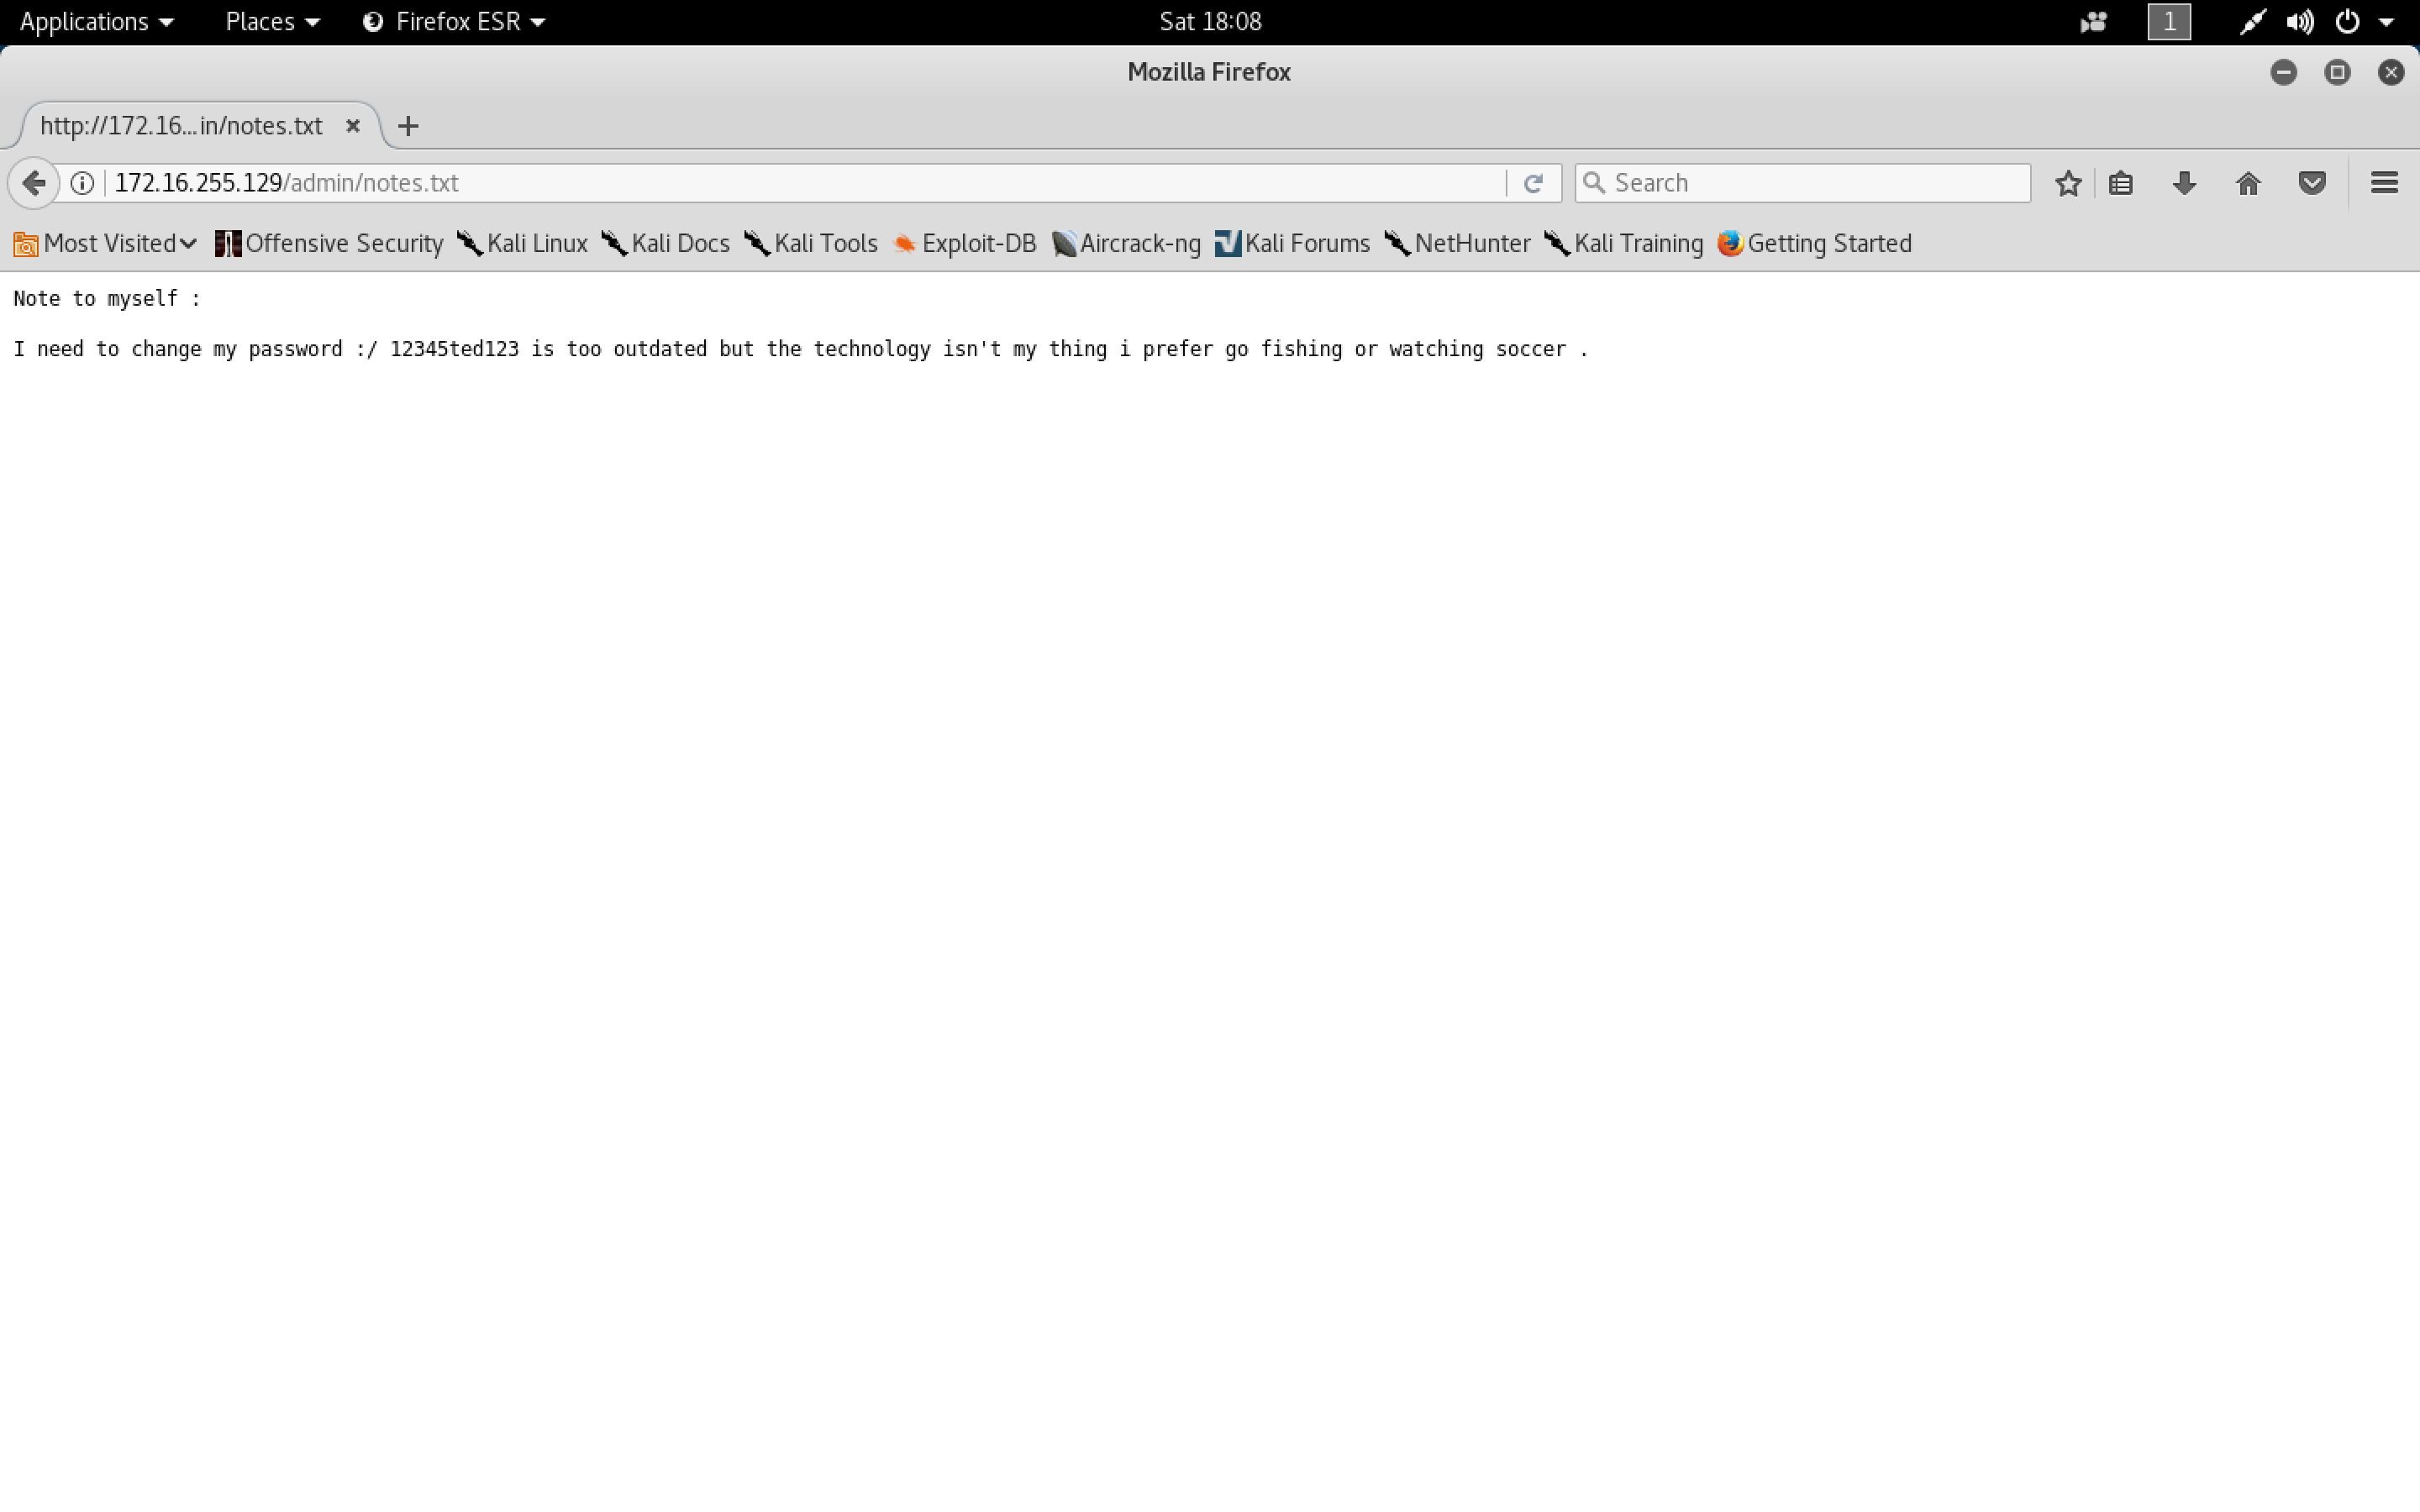 Applications Places Firefox ESR Sat 18:08 1
Mozilla Firefox
http://172.16...in/notes.txt
172.16.255.129/admin/notes.txt Search
Most Visited Offensive Security Kali Linux Kali Docs Kali Tools Exploit-DB Aircrack-ng Kali Forums NetHunter Kali Training Getting Started
Note to myself :
I need to change my password :/ 12345ted123 is too outdated but the technology isn't my thing i prefer go fishing or watching soccer .